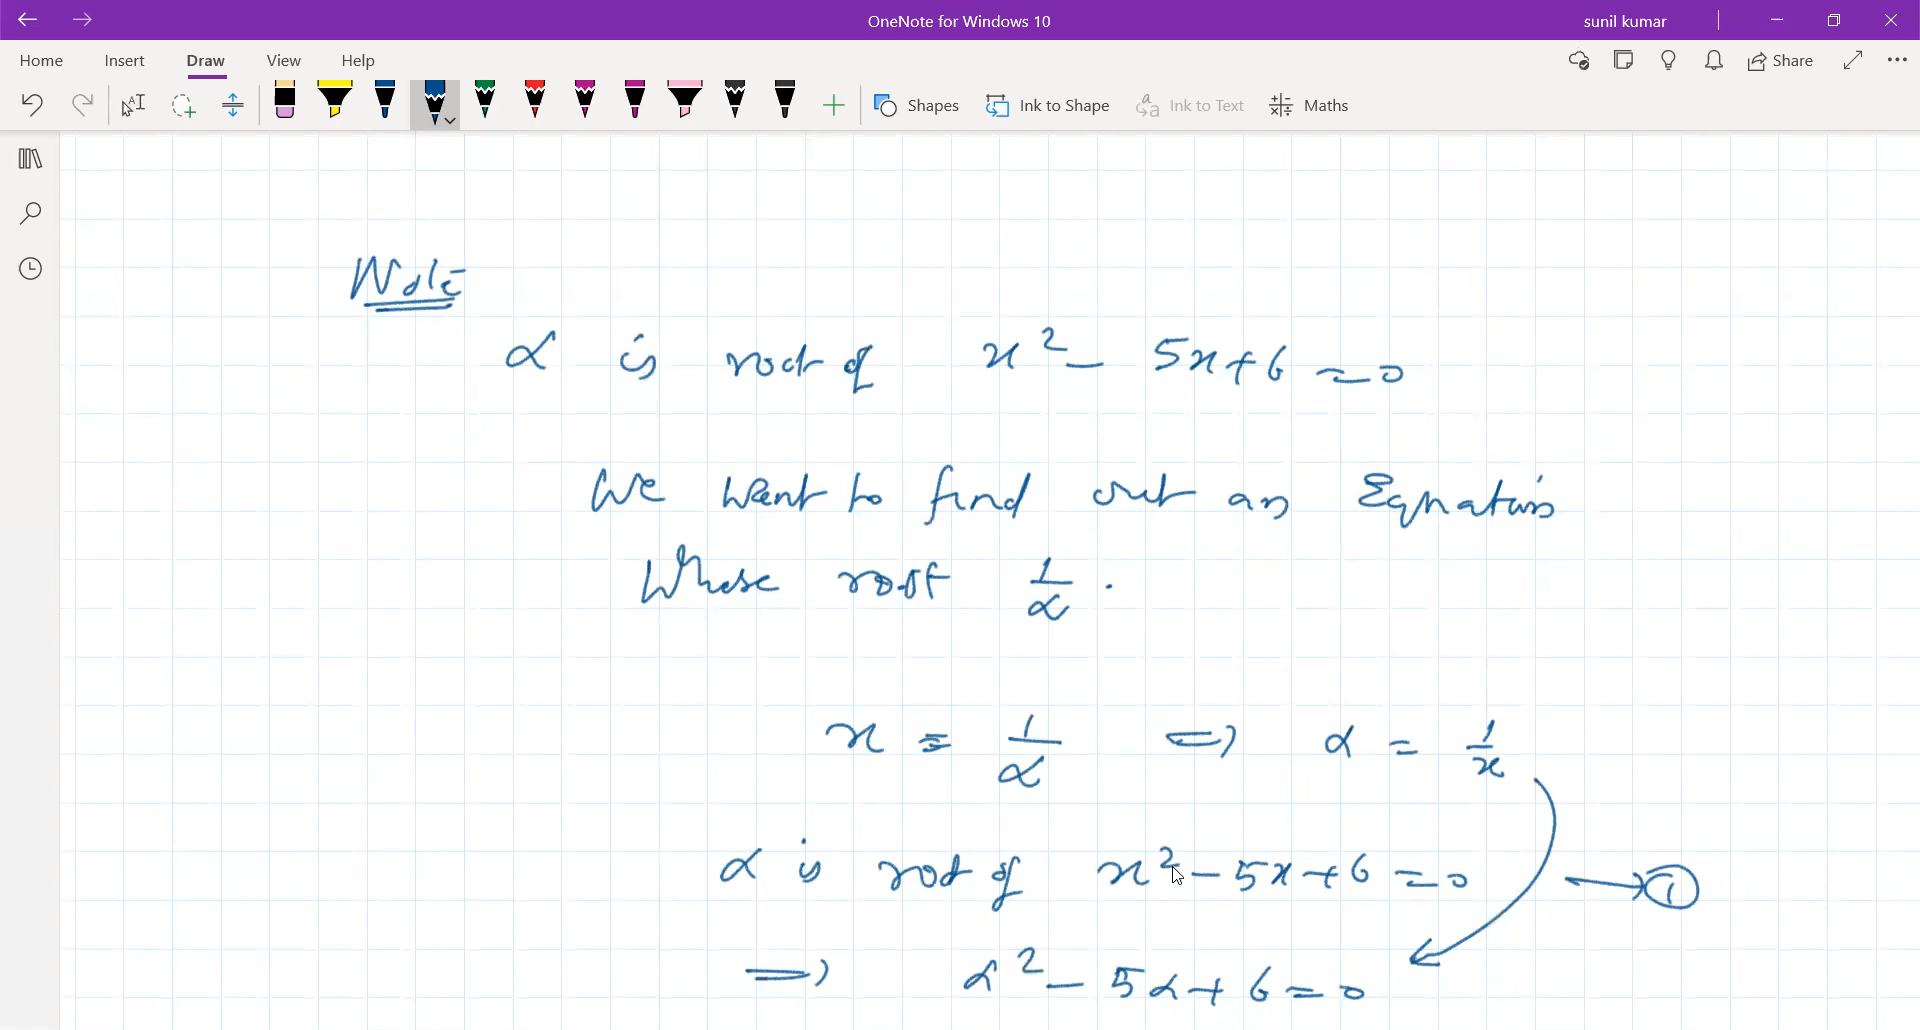 OneNote for Windows 10
sunil kumar
Home Insert Draw View Help
Share
Shapes Ink to Shape Ink to Text Maths
Note
α is root of x² - 5x + 6 = 0
We want to find out an Equation
Whose root 1/α .
x = 1/α ⇒ α = 1/x
α is root of x² - 5x + 6 = 0 → ①
⇒ α² - 5α + 6 = 0